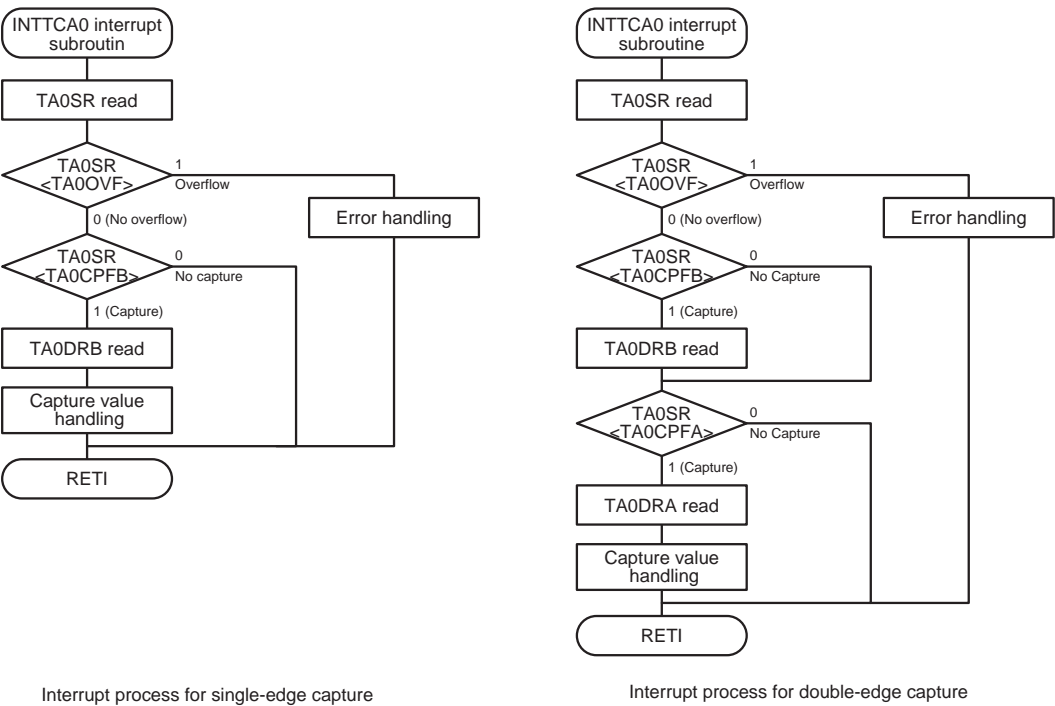 INTTCA0 interrupt
subroutin
TA0SR read
TA0SR
<TA0OVF>
1
Overflow
0 (No overflow)
Error handling
TA0SR
<TA0CPFB>
0
No capture
1 (Capture)
TA0DRB read
Capture value
handling
RETI
Interrupt process for single-edge capture
INTTCA0 interrupt
subroutine
TA0SR read
TA0SR
<TA0OVF>
1
Overflow
0 (No overflow)
Error handling
TA0SR
<TA0CPFB>
0
No Capture
1 (Capture)
TA0DRB read
TA0SR
<TA0CPFA>
0
No Capture
1 (Capture)
TA0DRA read
Capture value
handling
RETI
Interrupt process for double-edge capture